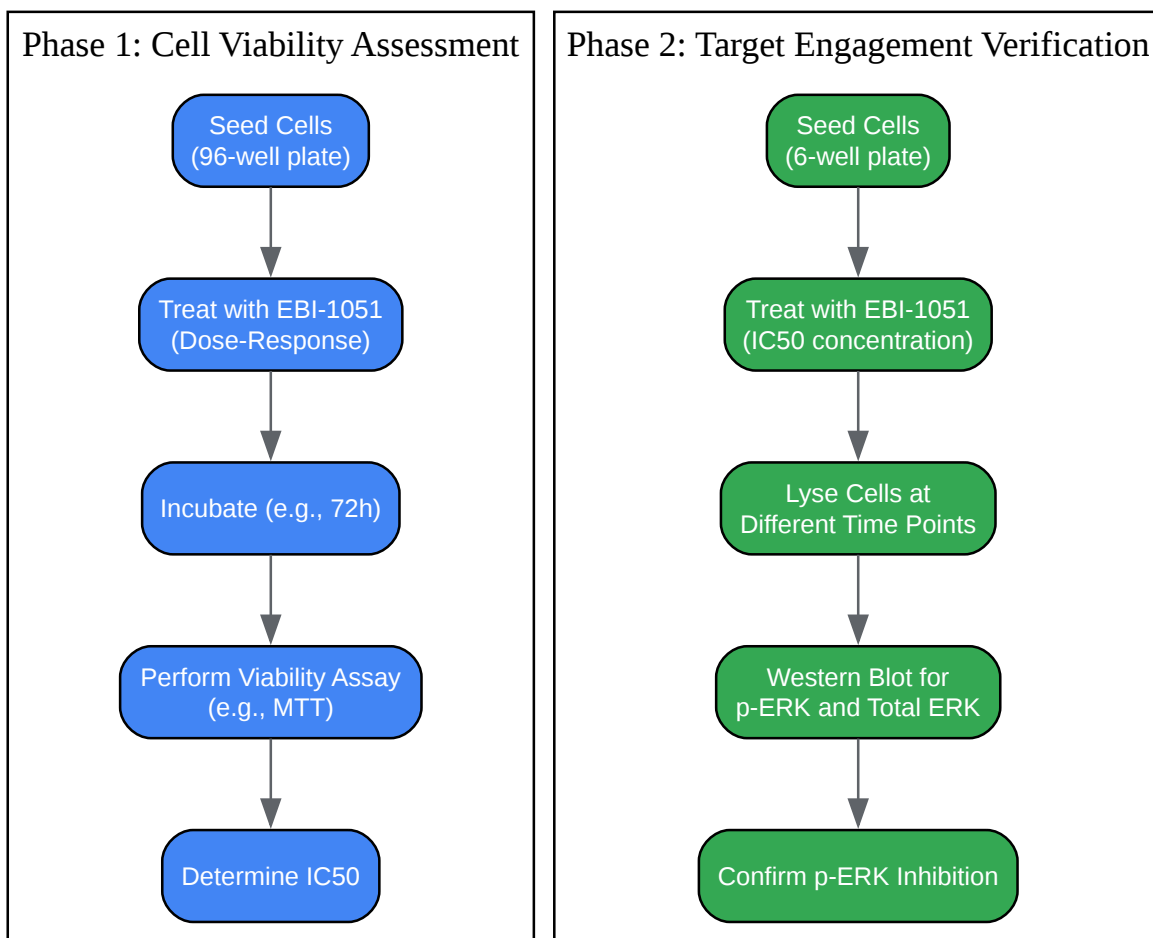 Phase 1: Cell Viability Assessment
Seed Cells
(96-well plate)
Treat with EBI-1051
(Dose-Response)
Incubate (e.g., 72h)
Perform Viability Assay
(e.g., MTT)
Determine IC50
Phase 2: Target Engagement Verification
Seed Cells
(6-well plate)
Treat with EBI-1051
(IC50 concentration)
Lyse Cells at
Different Time Points
Western Blot for
p-ERK and Total ERK
Confirm p-ERK Inhibition